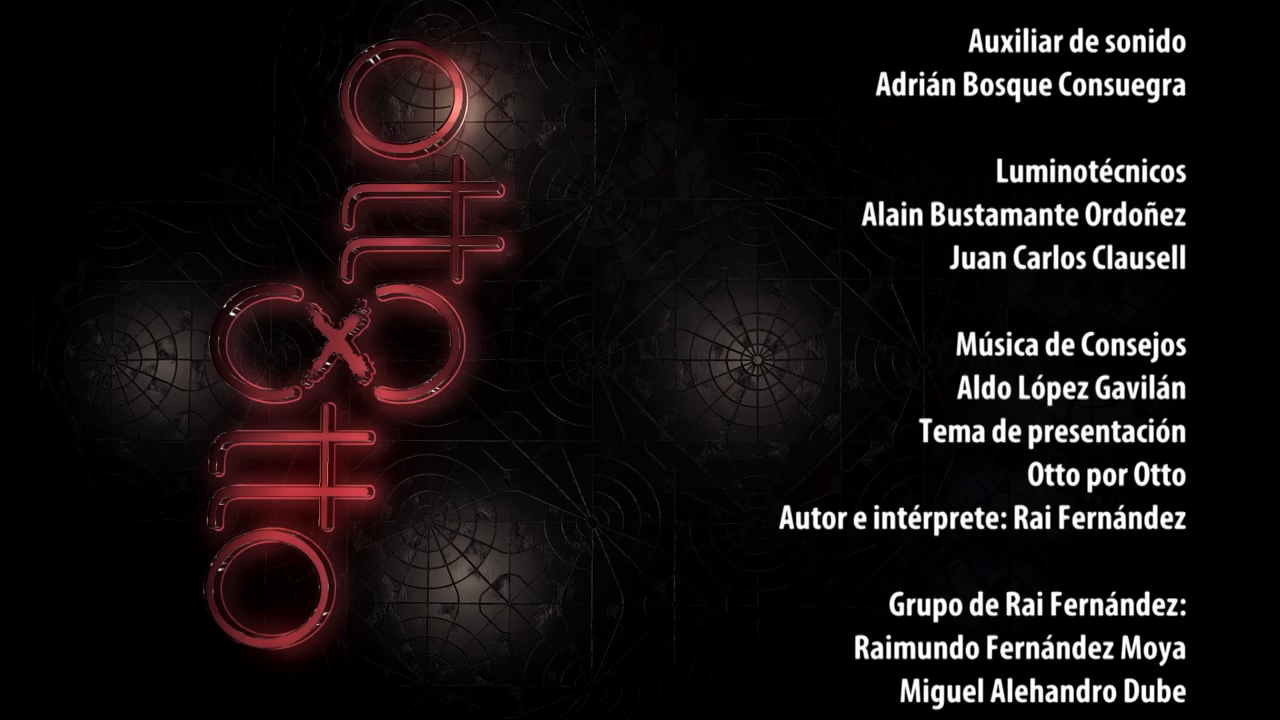 otto
x
otto
Auxiliar de sonido
Adrián Bosque Consuegra
Luminotécnicos
Alain Bustamante Ordoñez
Juan Carlos Clausell
Música de Consejos
Aldo López Gavilán
Tema de presentación
Otto por Otto
Autor e intérprete: Rai Fernández
Grupo de Rai Fernández:
Raimundo Fernández Moya
Miguel Alehandro Dube